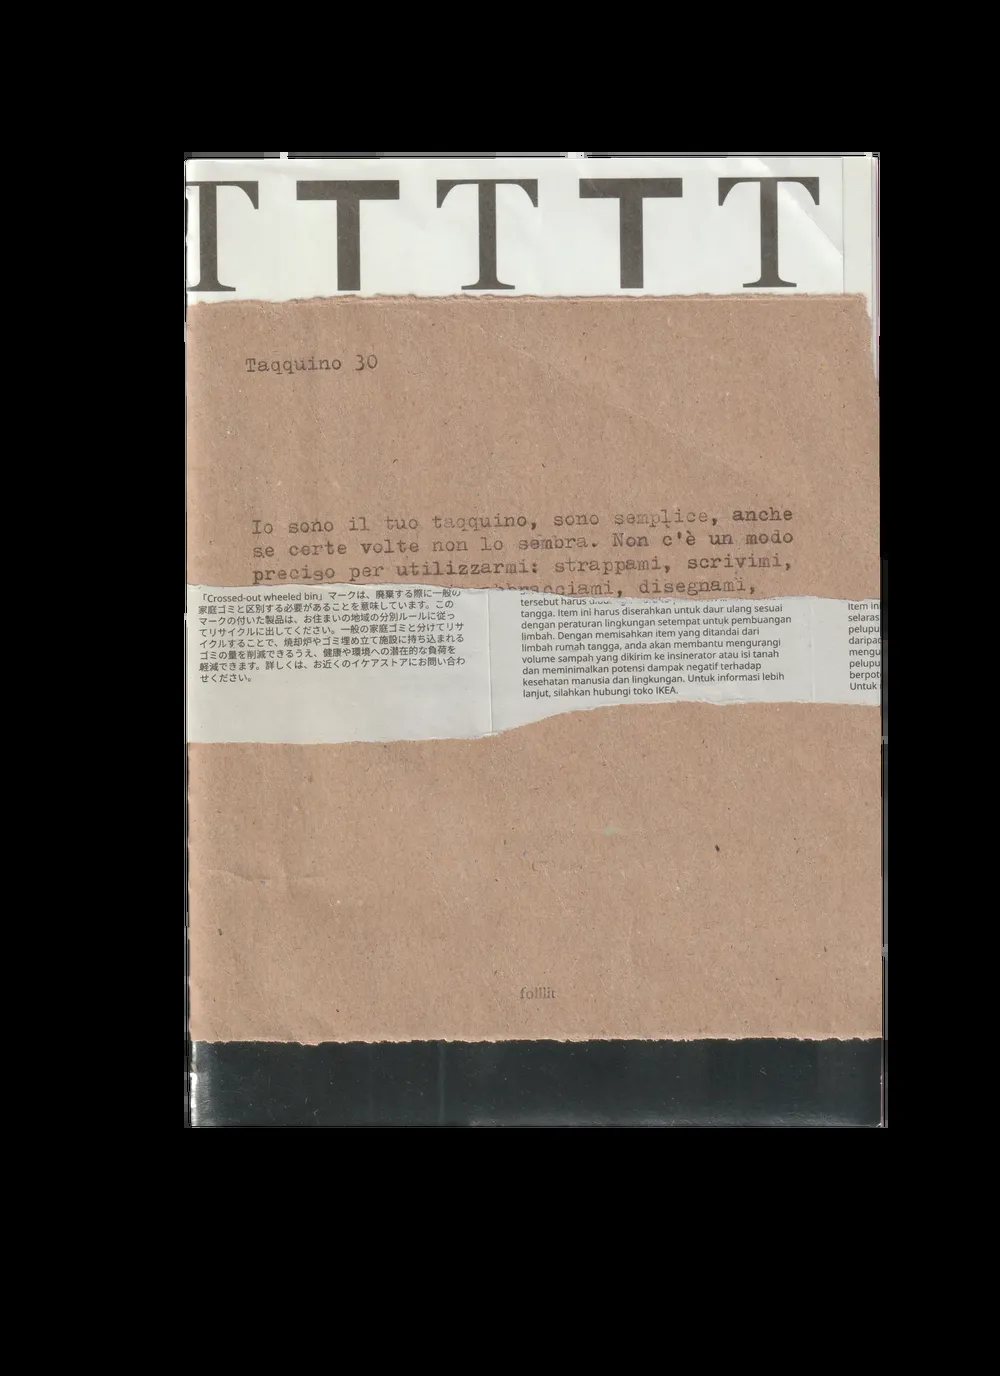 T T T T T
Taqquino 30
Io sono il tuo taqquino, sono semplice, anche
se certe volte non lo sembra. Non c'è un modo
preciso per utilizzarmi: strappami, scrivimi,
abbracciami, disegnami,
「Crossed-out wheeled bin」マークは、廃棄する際に一般の
家庭ゴミと区別する必要があることを意味しています。この
マークの付いた製品は、お住まいの地域の分別ルールに従っ
てリサイクルに出してください。一般の家庭ゴミと分けてリサ
イクルすることで、焼却炉やゴミ埋め立て施設に持ち込まれる
ゴミの量を削減できるうえ、健康や環境への潜在的な負荷を
軽減できます。詳しくは、お近くのイケアストアにお問い合わ
せください。
tersebut harus
tangga. Item ini harus diserahkan untuk daur ulang sesuai
dengan peraturan lingkungan setempat untuk pembuangan
limbah. Dengan memisahkan item yang ditandai dari
limbah rumah tangga, anda akan membantu mengurangi
volume sampah yang dikirim ke insinerator atau isi tanah
dan meminimalkan potensi dampak negatif terhadap
kesehatan manusia dan lingkungan. Untuk informasi lebih
lanjut, silahkan hubungi toko IKEA.
Item ini
selaras
pelupu
daripad
mengu
pelupu
berpot
Untuk
folllit